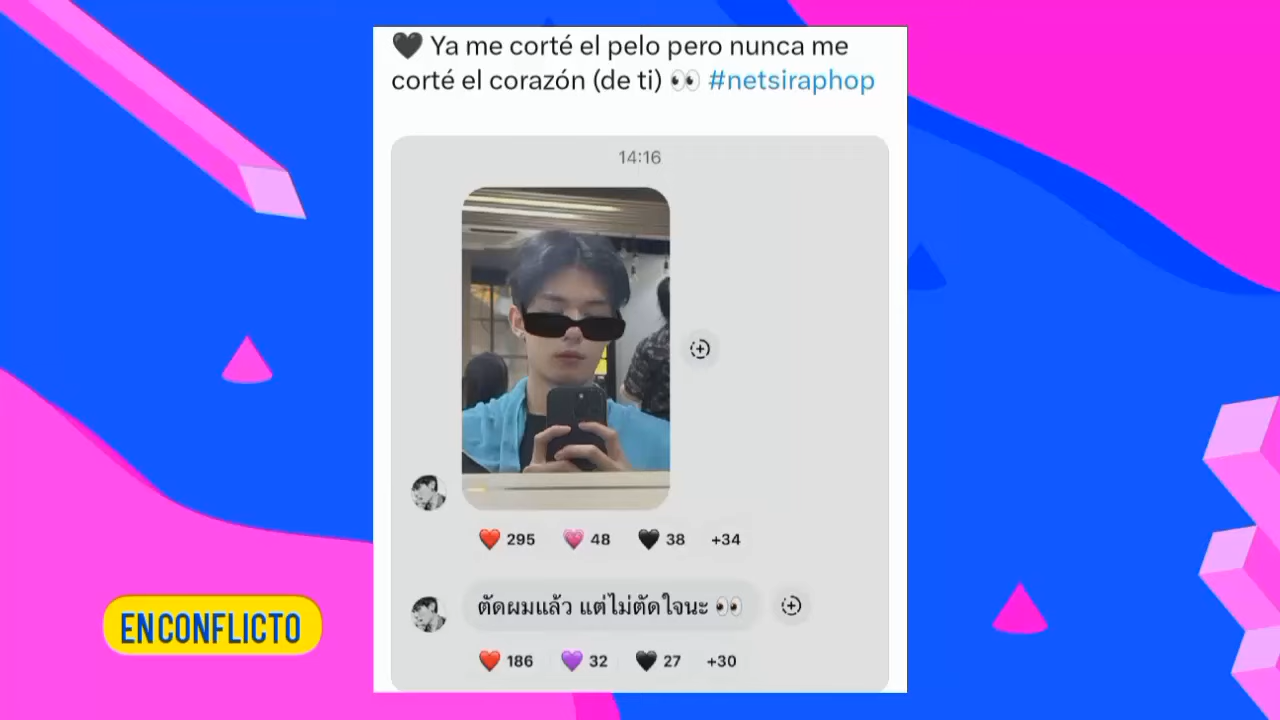 🖤 Ya me corté el pelo pero nunca me
corté el corazón (de ti) 👀 #netsiraphop
14:16
❤️ 295 💗 48 🖤 38 +34
ตัดผมแล้ว แต่ไม่ตัดใจนะ 👀
❤️ 186 💜 32 🖤 27 +30
EN CONFLICTO